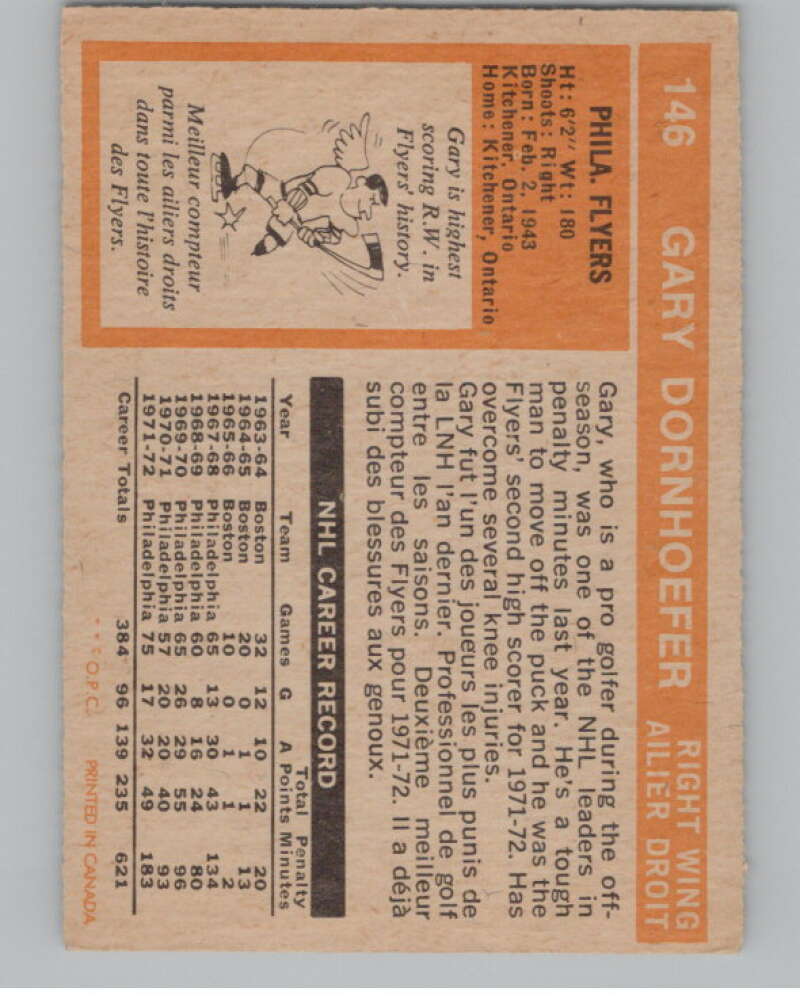 146 GARY DORNHOEFER RIGHT WING
AILIER DROIT
PHILA. FLYERS
Ht: 6'2" Wt: 180
Shoots: Right
Born: Feb. 2, 1943
Kitchener, Ontario
Home: Kitchener, Ontario
Gary is highest
scoring R.W. in
Flyers' history.
Meilleur compteur
parmi les ailiers droits
dans toute l'histoire
des Flyers.
Gary, who is a pro golfer during the off-
season, was one of the NHL leaders in
penalty minutes last year. He's a tough
man to move off the puck and he was the
Flyers' second high scorer for 1971-72. Has
overcome several knee injuries.
Gary fut l'un des joueurs les plus punis de
la LNH l'an dernier. Professionnel de golf
entre les saisons. Deuxième meilleur
compteur des Flyers pour 1971-72. Il a déjà
subi des blessures aux genoux.
NHL CAREER RECORD
Total Penalty
Year Team Games G A Points Minutes
1963-64 Boston 32 12 10 22 20
1964-65 Boston 20 0 1 1 13
1965-66 Boston 10 0 1 1 2
1967-68 Philadelphia 65 13 30 43 134
1968-69 Philadelphia 60 8 16 24 80
1969-70 Philadelphia 65 26 29 55 96
1970-71 Philadelphia 57 20 20 40 93
1971-72 Philadelphia 75 17 32 49 183
Career Totals 384 96 139 235 621
* * © O.P.C. PRINTED IN CANADA